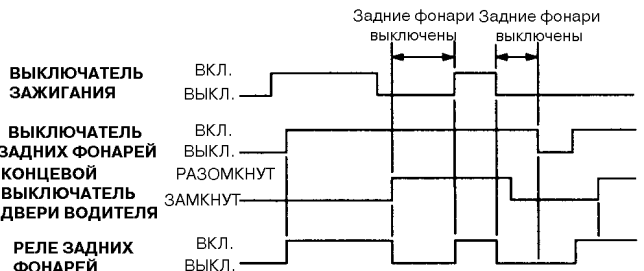 Задние фонари Задние фонари
выключены выключены
ВЫКЛЮЧАТЕЛЬ ВКЛ.
ЗАЖИГАНИЯ ВЫКЛ.
ВЫКЛЮЧАТЕЛЬ ВКЛ.
ЗАДНИХ ФОНАРЕЙ ВЫКЛ.
КОНЦЕВОЙ РАЗОМКНУТ
ВЫКЛЮЧАТЕЛЬ ЗАМКНУТ
ДВЕРИ ВОДИТЕЛЯ
РЕЛЕ ЗАДНИХ ВКЛ.
ФОНАРЕЙ ВЫКЛ.